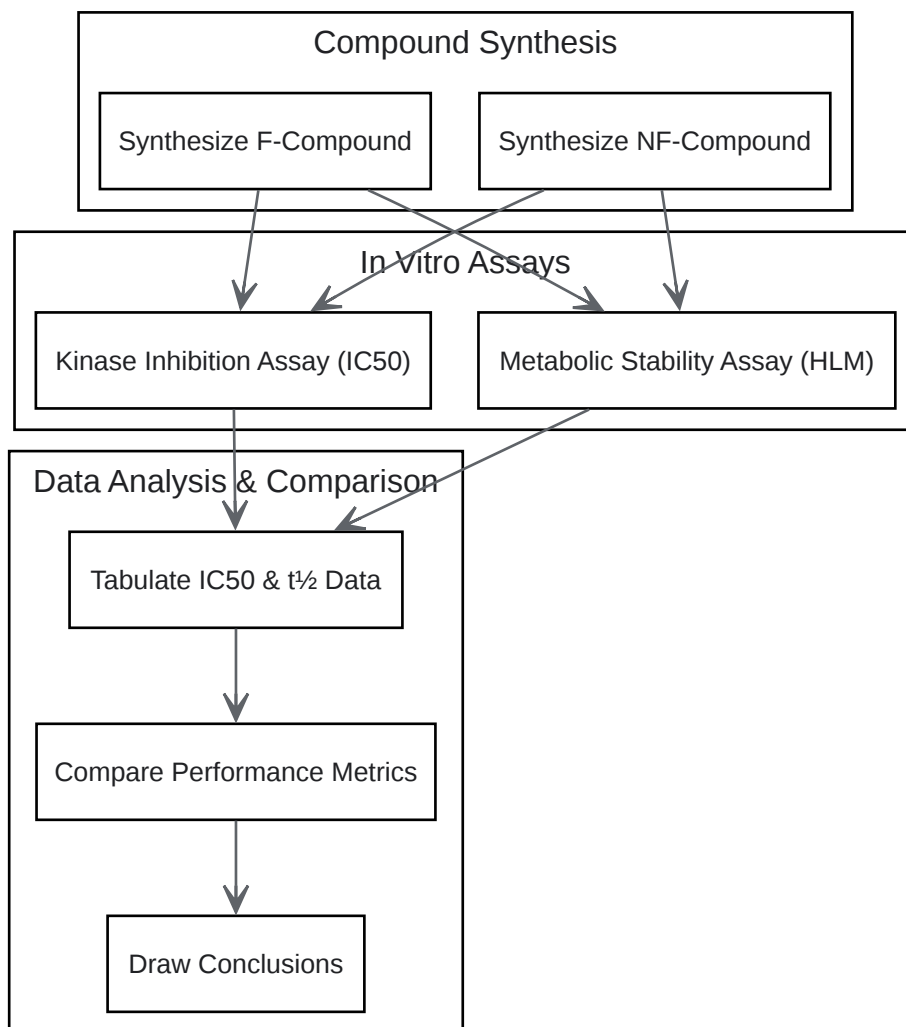 Compound Synthesis
Synthesize F-Compound
Synthesize NF-Compound
In Vitro Assays
Kinase Inhibition Assay (IC50)
Metabolic Stability Assay (HLM)
Data Analysis & Comparison
Tabulate IC50 & t½ Data
Compare Performance Metrics
Draw Conclusions